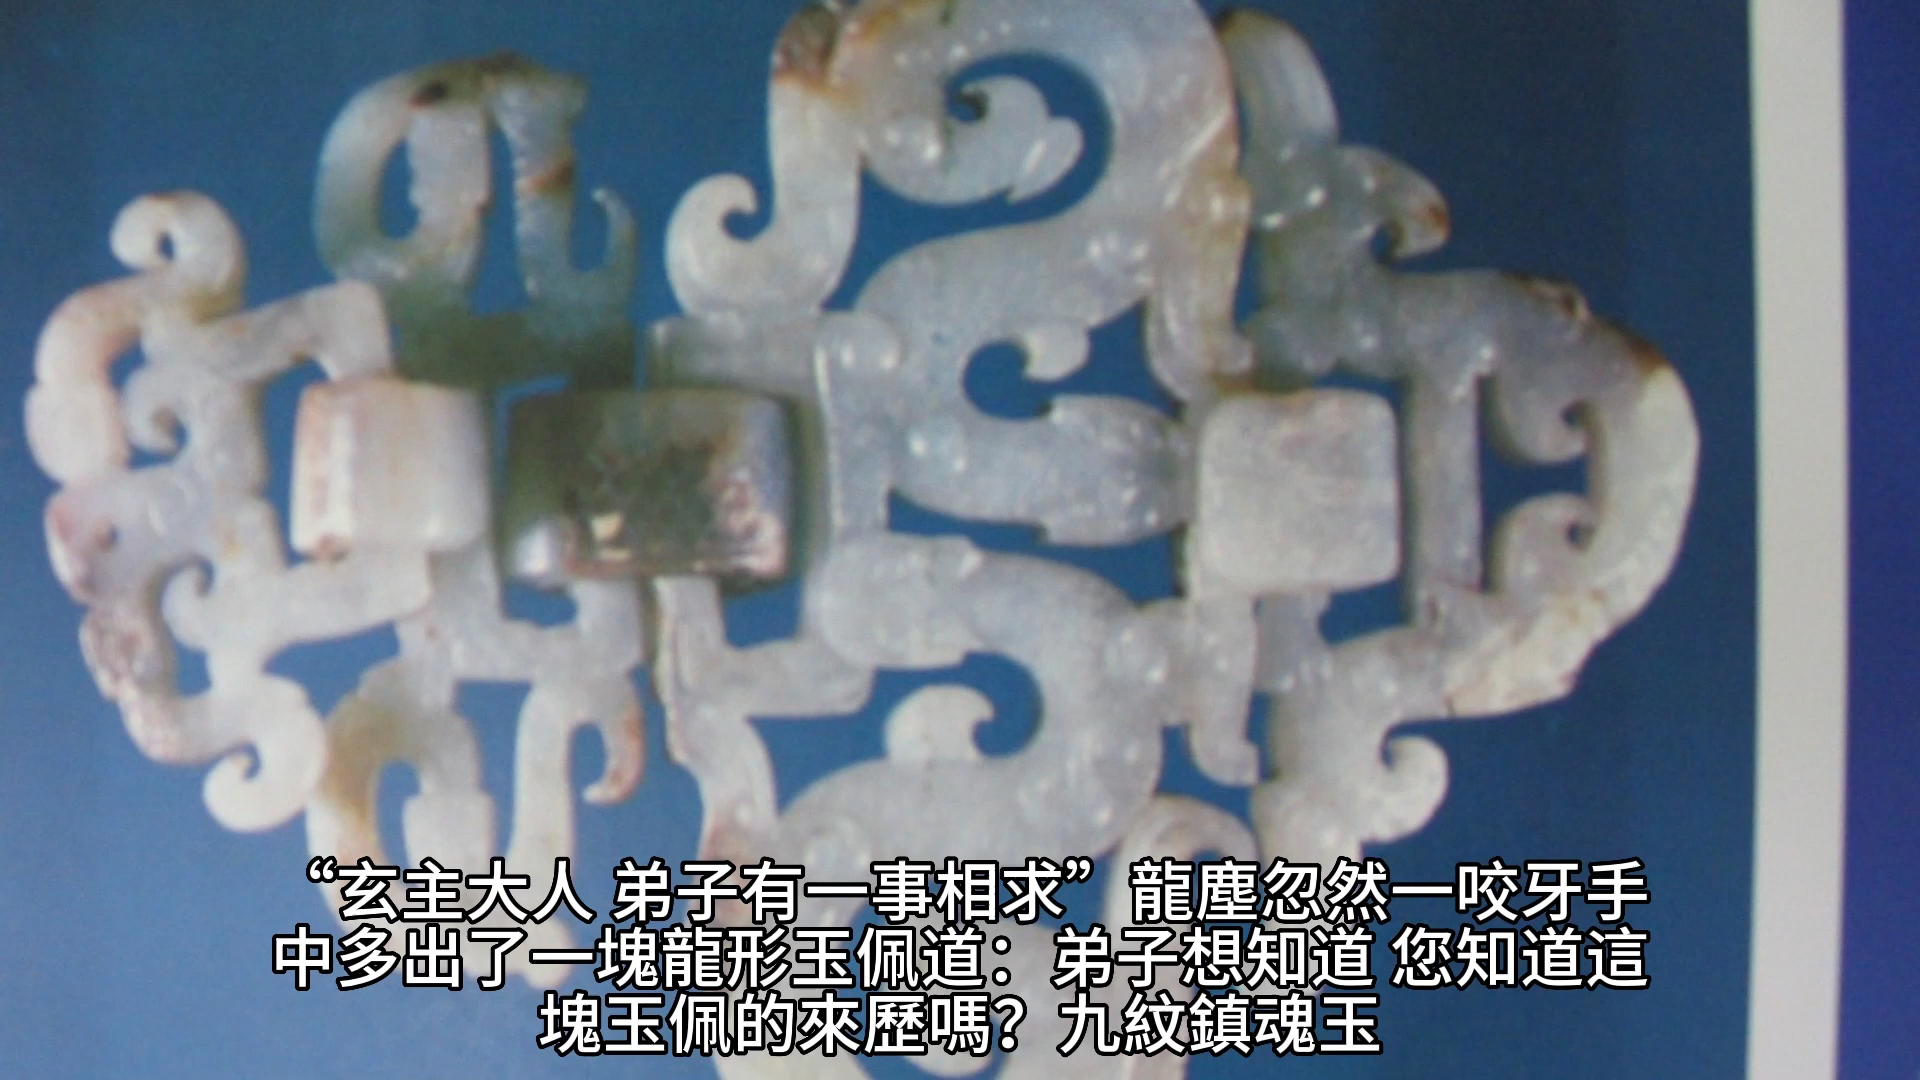 “玄主大人 弟子有一事相求” 龍塵忽然一咬牙手
中多出了一塊龍形玉佩道：弟子想知道 您知道這
塊玉佩的來歷嗎？九紋鎮魂玉